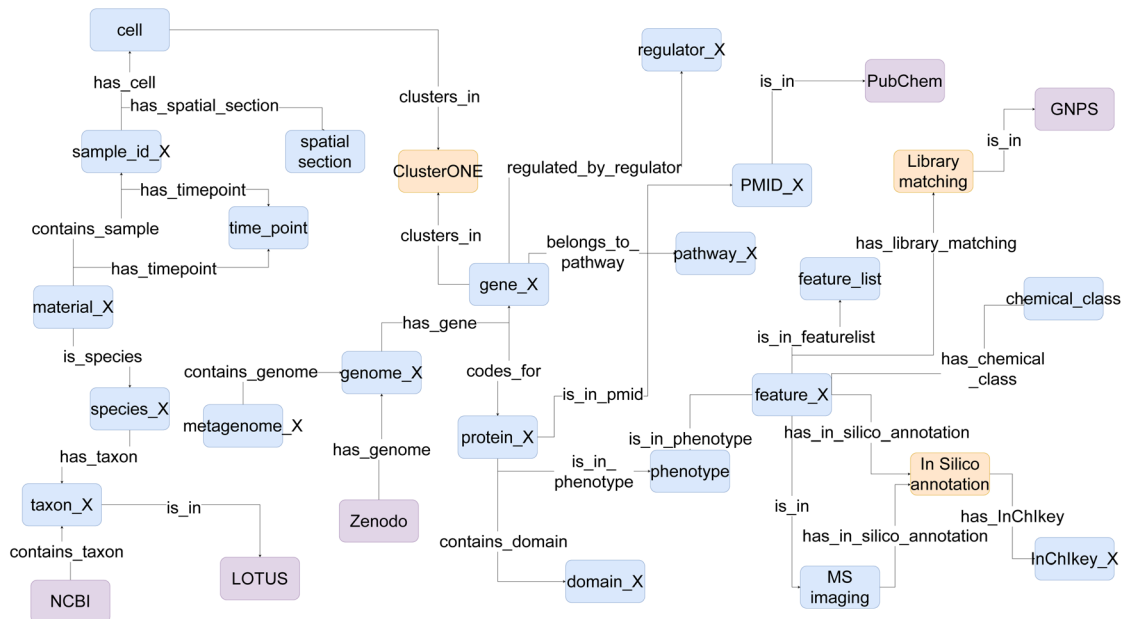 cell
regulator_X
is_in
PubChem
has_cell
clusters_in
GNPS
has_spatial_section
is_in
sample_id_X
spatial
section
ClusterONE
regulated_by_regulator
PMID_X
Library
matching
has_timepoint
contains_sample
time_point
clusters_in
belongs_to_
pathway
pathway_X
has_library_matching
has_timepoint
gene_X
feature_list
material_X
chemical_class
has_gene
is_in_featurelist
is_species
has_chemical
_class
contains_genome
genome_X
codes_for
is_in_pmid
feature_X
species_X
metagenome_X
protein_X
is_in_phenotype
has_in_silico_annotation
has_taxon
has_genome
is_in_
phenotype
phenotype
In Silico
annotation
taxon_X
is_in
Zenodo
is_in
has_InChIkey
contains_taxon
contains_domain
has_in_silico_annotation
NCBI
LOTUS
domain_X
MS
imaging
InChIkey_X